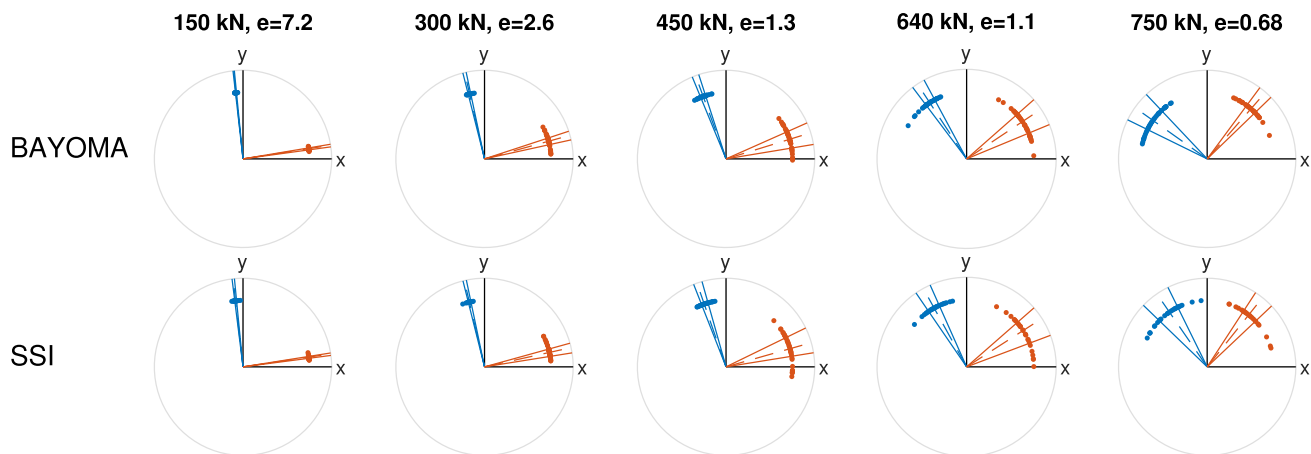 150 kN, e=7.2 300 kN, e=2.6 450 kN, e=1.3 640 kN, e=1.1 750 kN, e=0.68
y y y y y
BAYOMA x x x x x
y y y y y
SSI x x x x x